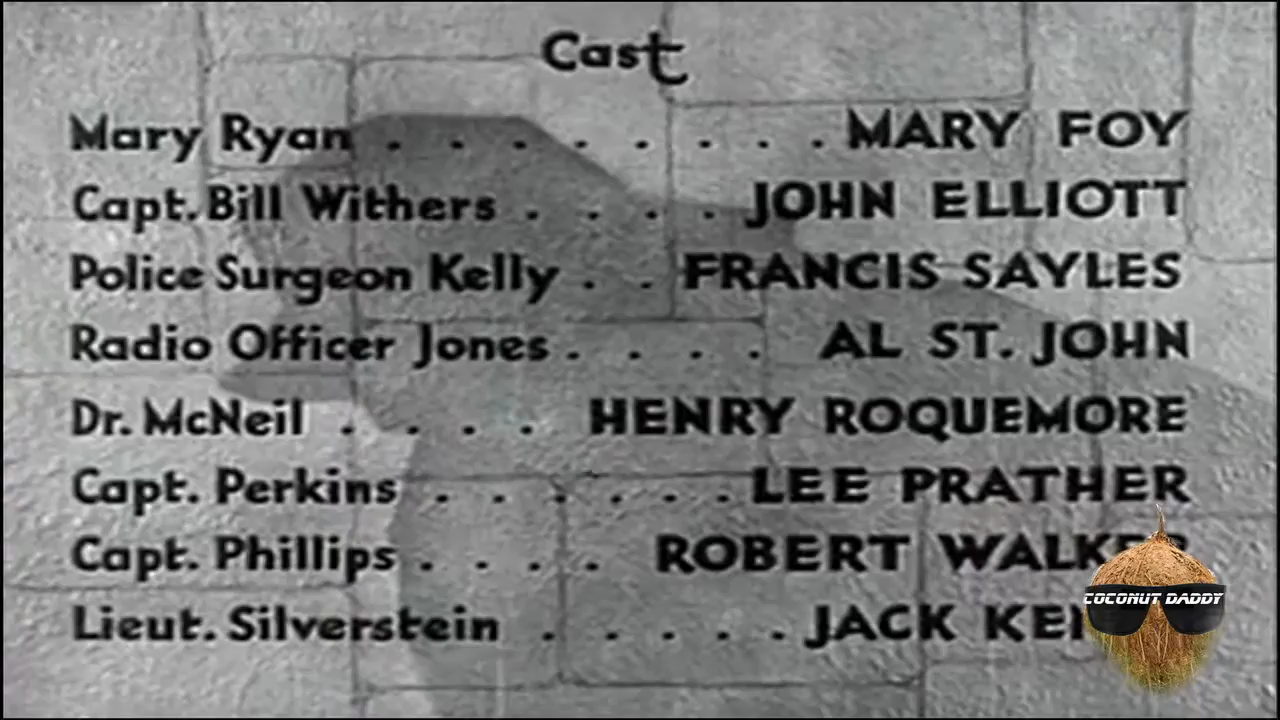 Cast
Mary Ryan . . . . . . . . MARY FOY
Capt. Bill Withers . . . . JOHN ELLIOTT
Police Surgeon Kelly . . FRANCIS SAYLES
Radio Officer Jones . . . . AL ST. JOHN
Dr. McNeil . . . . HENRY ROQUEMORE
Capt. Perkins . . . . . . LEE PRATHER
Capt. Phillips . . . . ROBERT
Lieut. Silverstein . . . . . JACK
COCONUT DADDY